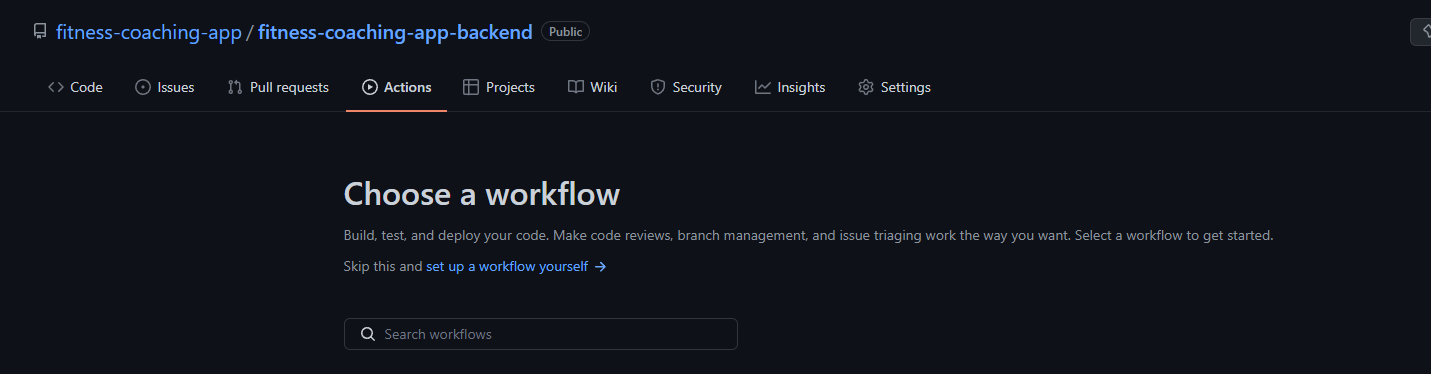 fitness-coaching-app / fitness-coaching-app-backend Public
Code Issues Pull requests Actions Projects Wiki Security Insights Settings
Choose a workflow
Build, test, and deploy your code. Make code reviews, branch management, and issue triaging work the way you want. Select a workflow to get started.
Skip this and set up a workflow yourself →
Search workflows